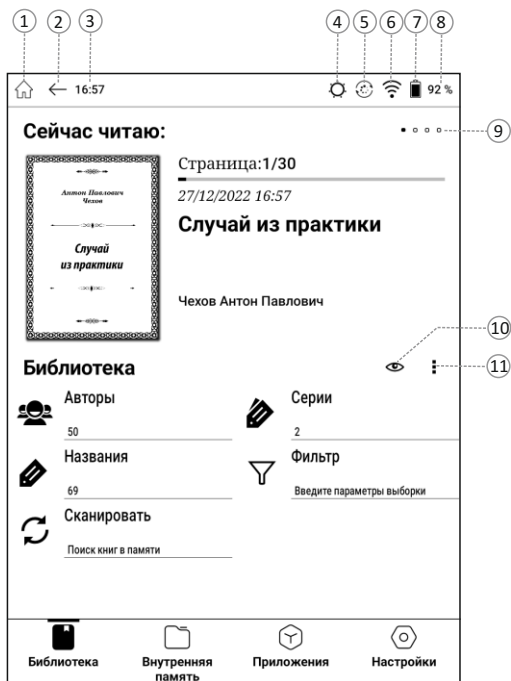 1 2 3 4 5 6 7 8
16:57 92 %
Сейчас читаю:
9
Антон Павлович
Чехов
Случай
из практики
Страница:1/30
27/12/2022 16:57
Случай из практики
Чехов Антон Павлович
10
Библиотека
11
Авторы
50
Серии
2
Названия
69
Фильтр
Введите параметры выборки
Сканировать
Поиск книг в памяти
Библиотека
Внутренняя
память
Приложения
Настройки